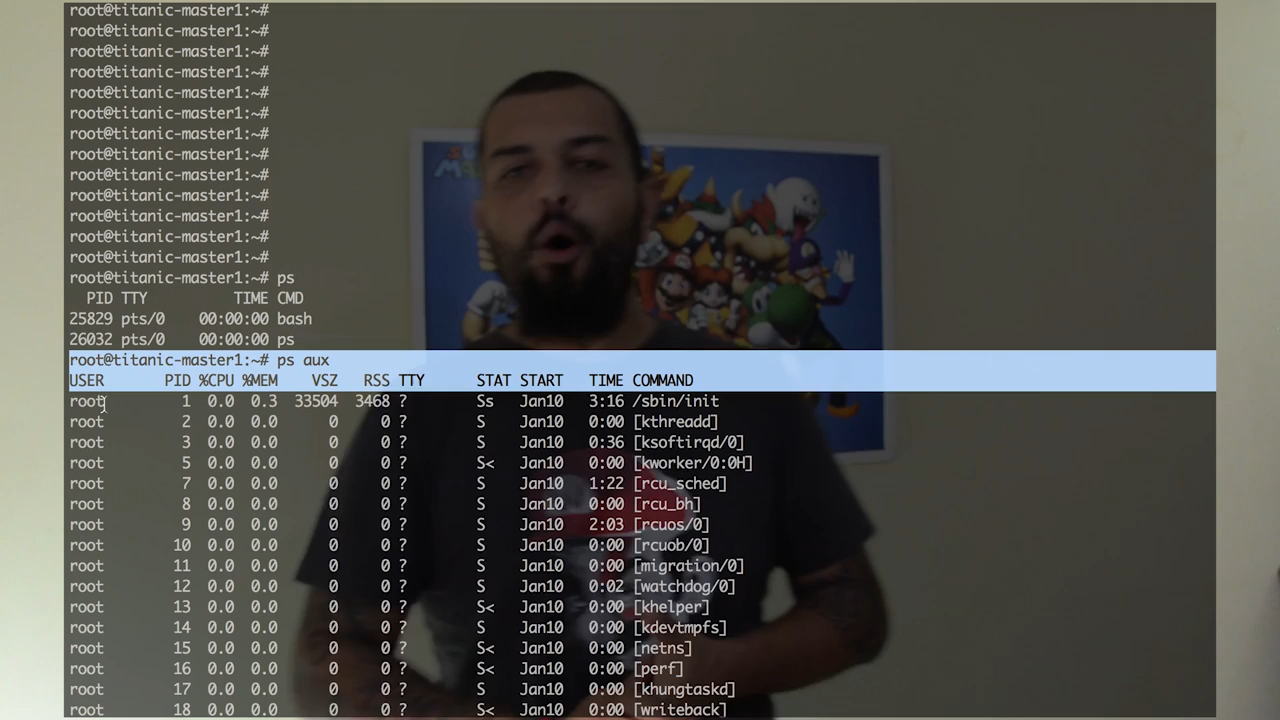 root@titanic-master1:~#
root@titanic-master1:~#
root@titanic-master1:~#
root@titanic-master1:~#
root@titanic-master1:~#
root@titanic-master1:~#
root@titanic-master1:~#
root@titanic-master1:~#
root@titanic-master1:~#
root@titanic-master1:~#
root@titanic-master1:~#
root@titanic-master1:~#
root@titanic-master1:~#
root@titanic-master1:~# ps
PID TTY TIME CMD
25829 pts/0 00:00:00 bash
26032 pts/0 00:00:00 ps
root@titanic-master1:~# ps aux
USER PID %CPU %MEM VSZ RSS TTY STAT START TIME COMMAND
root 1 0.0 0.3 33504 3468 ? Ss Jan10 3:16 /sbin/init
root 2 0.0 0.0 0 0 ? S Jan10 0:00 [kthreadd]
root 3 0.0 0.0 0 0 ? S Jan10 0:36 [ksoftirqd/0]
root 5 0.0 0.0 0 0 ? S< Jan10 0:00 [kworker/0:0H]
root 7 0.0 0.0 0 0 ? S Jan10 1:22 [rcu_sched]
root 8 0.0 0.0 0 0 ? S Jan10 0:00 [rcu_bh]
root 9 0.0 0.0 0 0 ? S Jan10 2:03 [rcuos/0]
root 10 0.0 0.0 0 0 ? S Jan10 0:00 [rcuob/0]
root 11 0.0 0.0 0 0 ? S Jan10 0:00 [migration/0]
root 12 0.0 0.0 0 0 ? S Jan10 0:02 [watchdog/0]
root 13 0.0 0.0 0 0 ? S< Jan10 0:00 [khelper]
root 14 0.0 0.0 0 0 ? S Jan10 0:00 [kdevtmpfs]
root 15 0.0 0.0 0 0 ? S< Jan10 0:00 [netns]
root 16 0.0 0.0 0 0 ? S< Jan10 0:00 [perf]
root 17 0.0 0.0 0 0 ? S Jan10 0:00 [khungtaskd]
root 18 0.0 0.0 0 0 ? S< Jan10 0:00 [writeback]